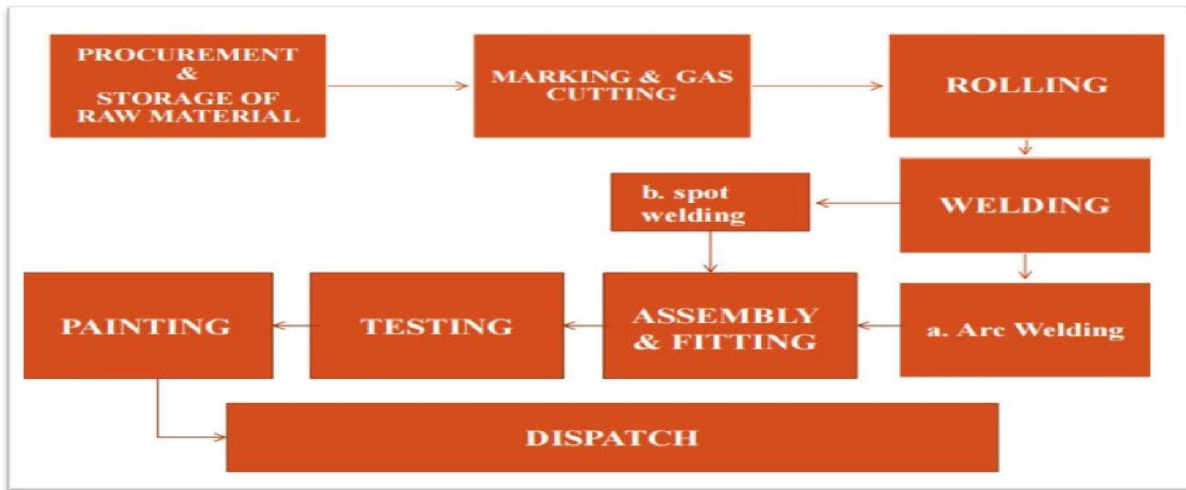 PROCUREMENT
&
STORAGE OF
RAW MATERIAL
MARKING & GAS
CUTTING
ROLLING
b. spot
welding
WELDING
PAINTING
TESTING
ASSEMBLY
& FITTING
a. Arc Welding
DISPATCH